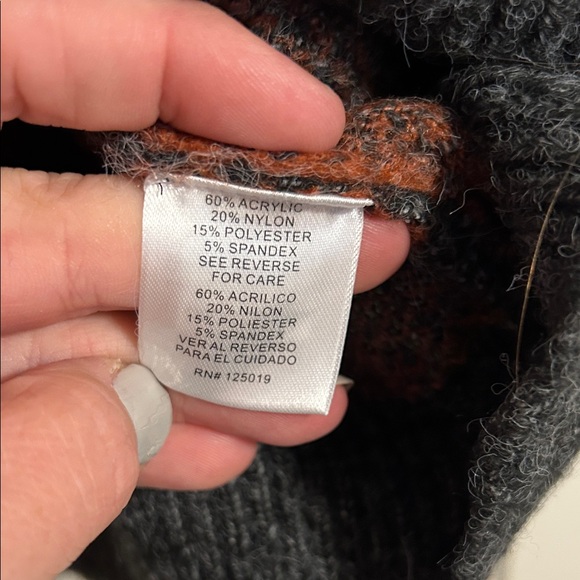 60% ACRYLIC
20% NYLON
15% POLYESTER
5% SPANDEX
SEE REVERSE
FOR CARE
60% ACRILICO
20% NILON
15% POLIESTER
5% SPANDEX
VER AL REVERSO
PARA EL CUIDADO
RN# 125019